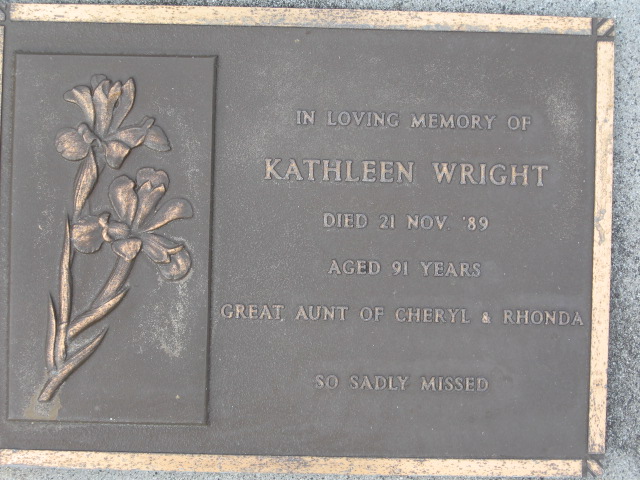 IN LOVING MEMORY OF
KATHLEEN WRIGHT
DIED 21 NOV. '89
AGED 91 YEARS
GREAT AUNT OF CHERYL & RHONDA
SO SADLY MISSED